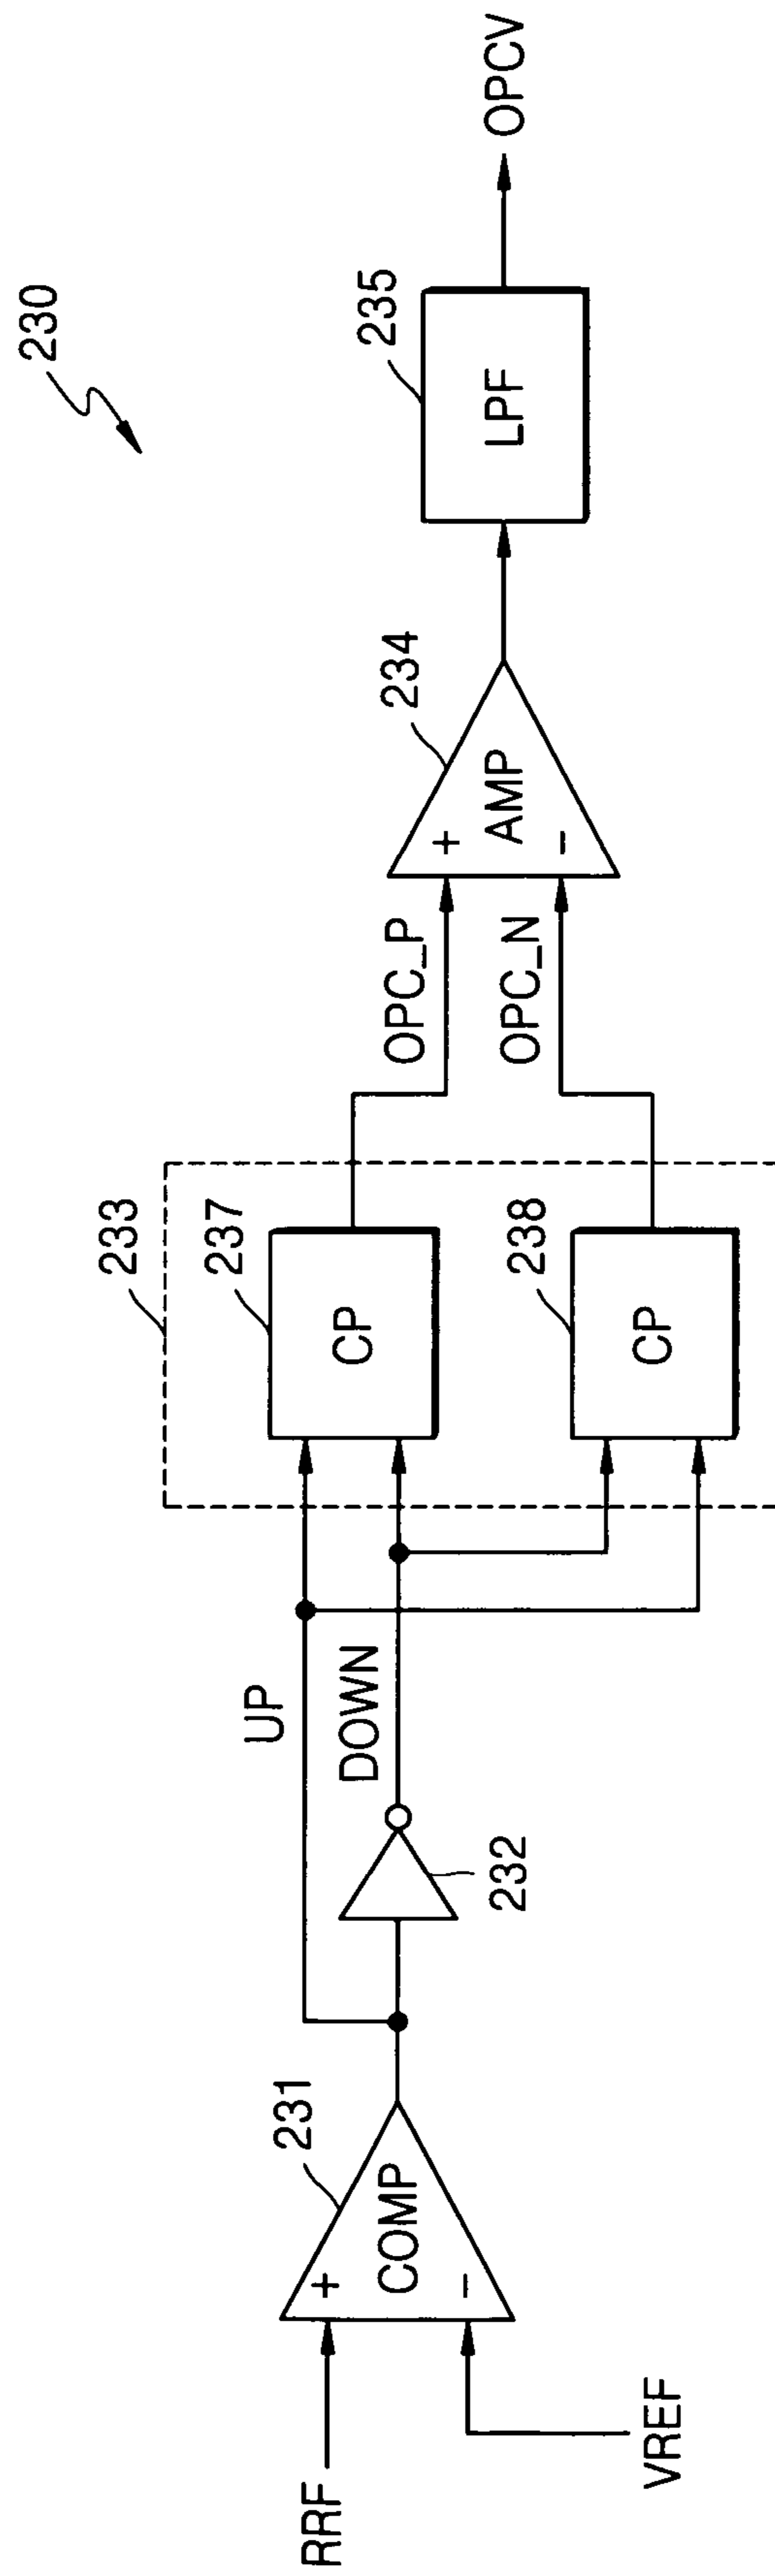 230
RRF
VREF
+
COMP
-
231
UP
DOWN
232
233
237
CP
238
CP
OPC_P
OPC_N
+
AMP
-
234
235
LPF
OPCV